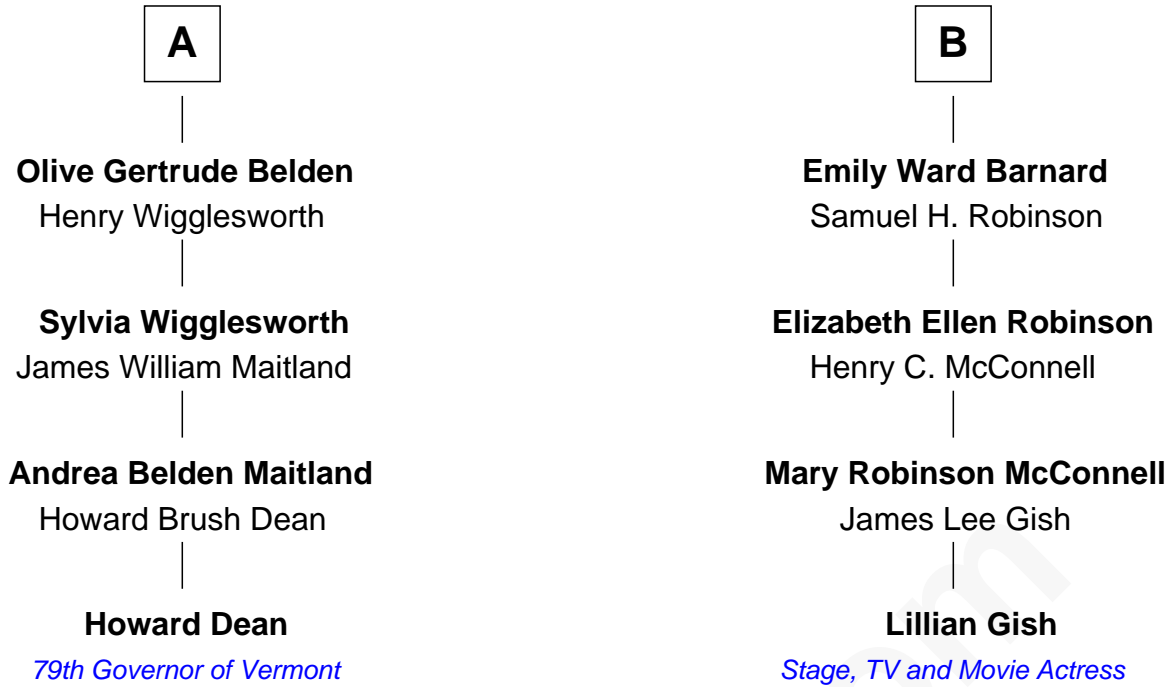 A
Olive Gertrude Belden
Henry Wigglesworth
Sylvia Wigglesworth
James William Maitland
Andrea Belden Maitland
Howard Brush Dean
Howard Dean
79th Governor of Vermont
B
Emily Ward Barnard
Samuel H. Robinson
Elizabeth Ellen Robinson
Henry C. McConnell
Mary Robinson McConnell
James Lee Gish
Lillian Gish
Stage, TV and Movie Actress